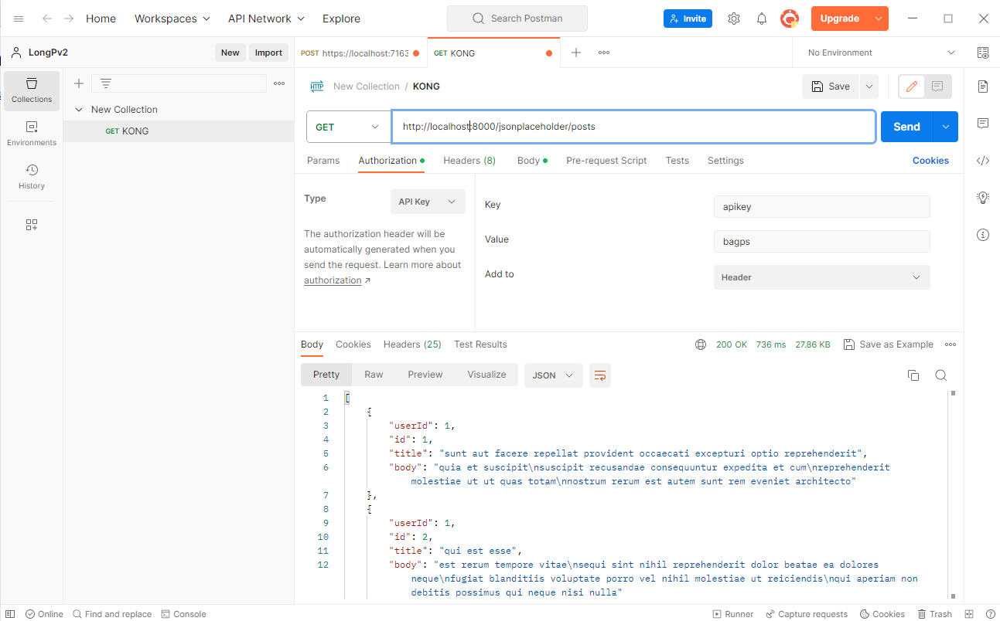 Home Workspaces API Network Explore Search Postman Invite Upgrade
LongPv2 New Import POST https://localhost:7163 GET KONG No Environment
Collections
Environments
History
New Collection
GET KONG
New Collection / KONG Save
GET http://localhost:8000/jsonplaceholder/posts Send
Params Authorization Headers (8) Body Pre-request Script Tests Settings Cookies
Type API Key
The authorization header will be
automatically generated when you
send the request. Learn more about
authorization ↗
Key apikey
Value bagps
Add to Header
Body Cookies Headers (25) Test Results 200 OK 736 ms 27.86 KB Save as Example
Pretty Raw Preview Visualize JSON
1 [
2 {
3 "userId": 1,
4 "id": 1,
5 "title": "sunt aut facere repellat provident occaecati excepturi optio reprehenderit",
6 "body": "quia et suscipit\nsuscipit recusandae consequuntur expedita et cum\nreprehenderit
molestiae ut ut quas totam\nnostrum rerum est autem sunt rem eveniet architecto"
7 },
8 {
9 "userId": 1,
10 "id": 2,
11 "title": "qui est esse",
12 "body": "est rerum tempore vitae\nsequi sint nihil reprehenderit dolor beatae ea dolores
neque\nfugiat blanditiis voluptate porro vel nihil molestiae ut reiciendis\nqui aperiam non
debitis possimus qui neque nisi nulla"
Online Find and replace Console Runner Capture requests Cookies Trash